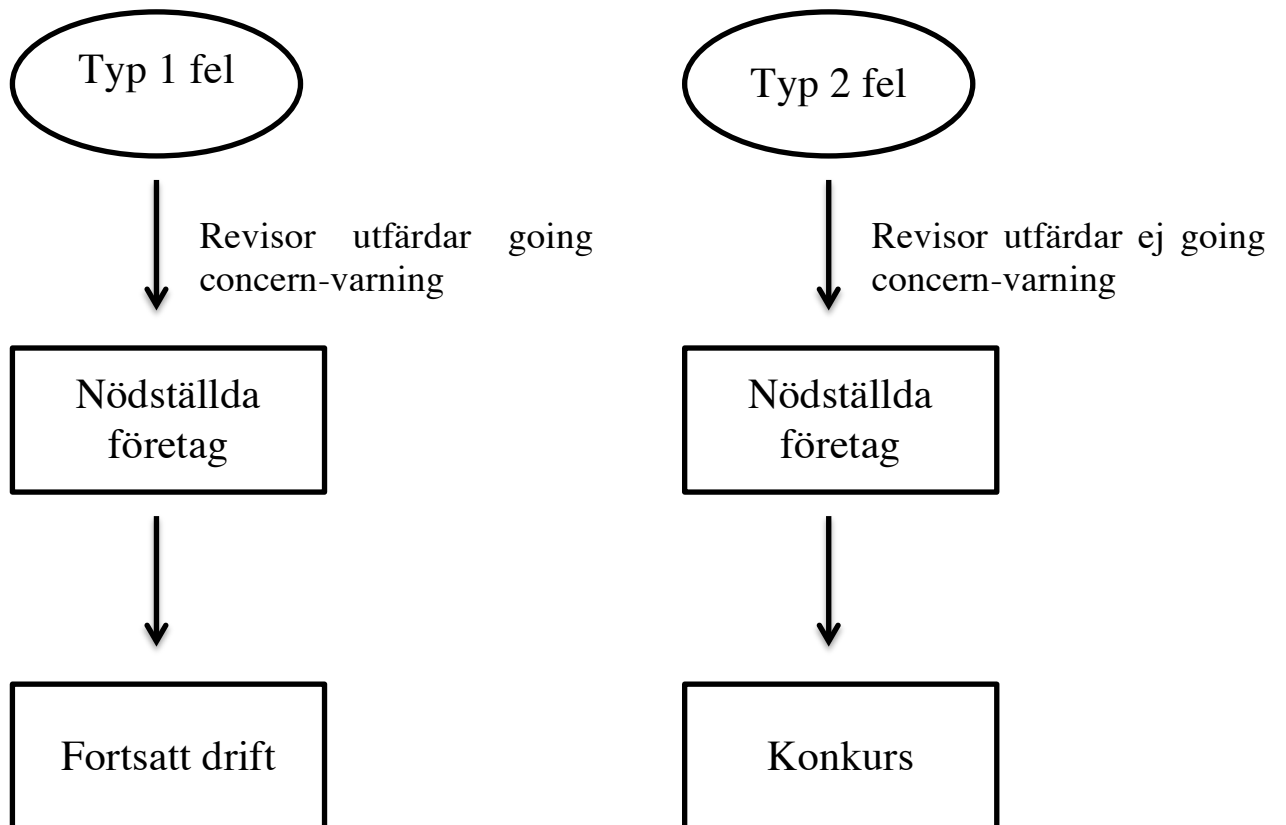 Typ 1 fel
Typ 2 fel
Revisor utfärdar going
concern-varning
Revisor utfärdar ej going
concern-varning
Nödställda
företag
Nödställda
företag
Fortsatt drift
Konkurs